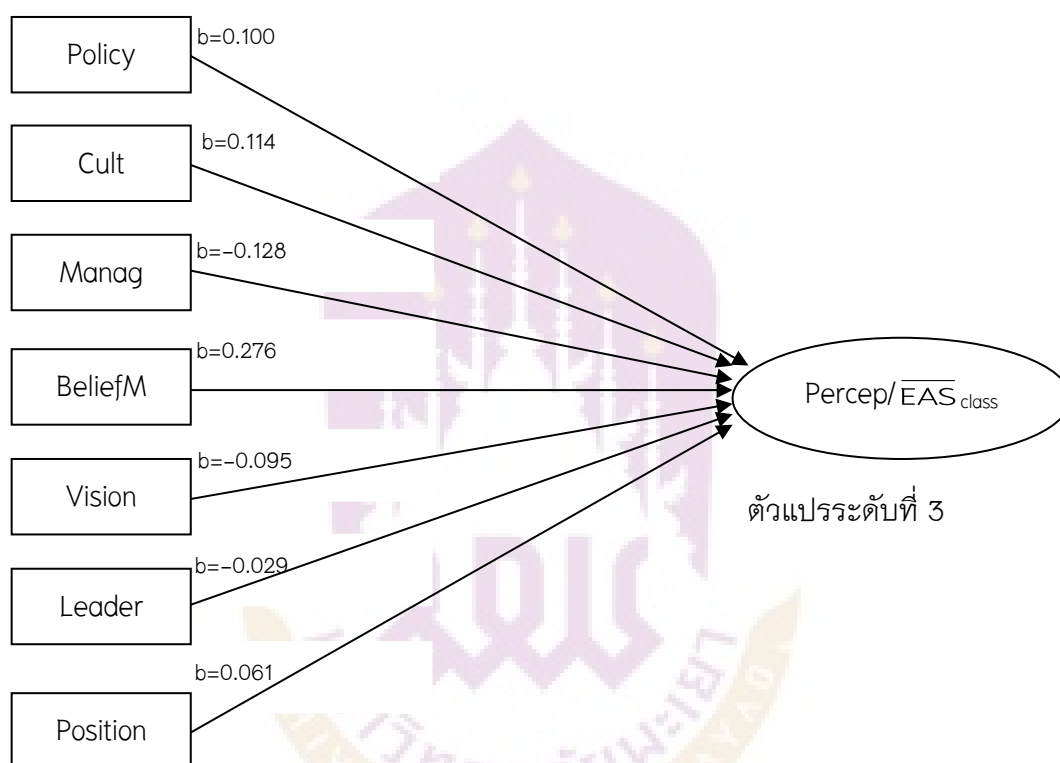 b=0.100
Policy
b=0.114
Cult
b=-0.128
Manag
b=0.276
BeliefM
Percep/EAS class
b=-0.095
Vision
ตัวแปรระดับที่ 3
b=-0.029
Leader
b=0.061
Position